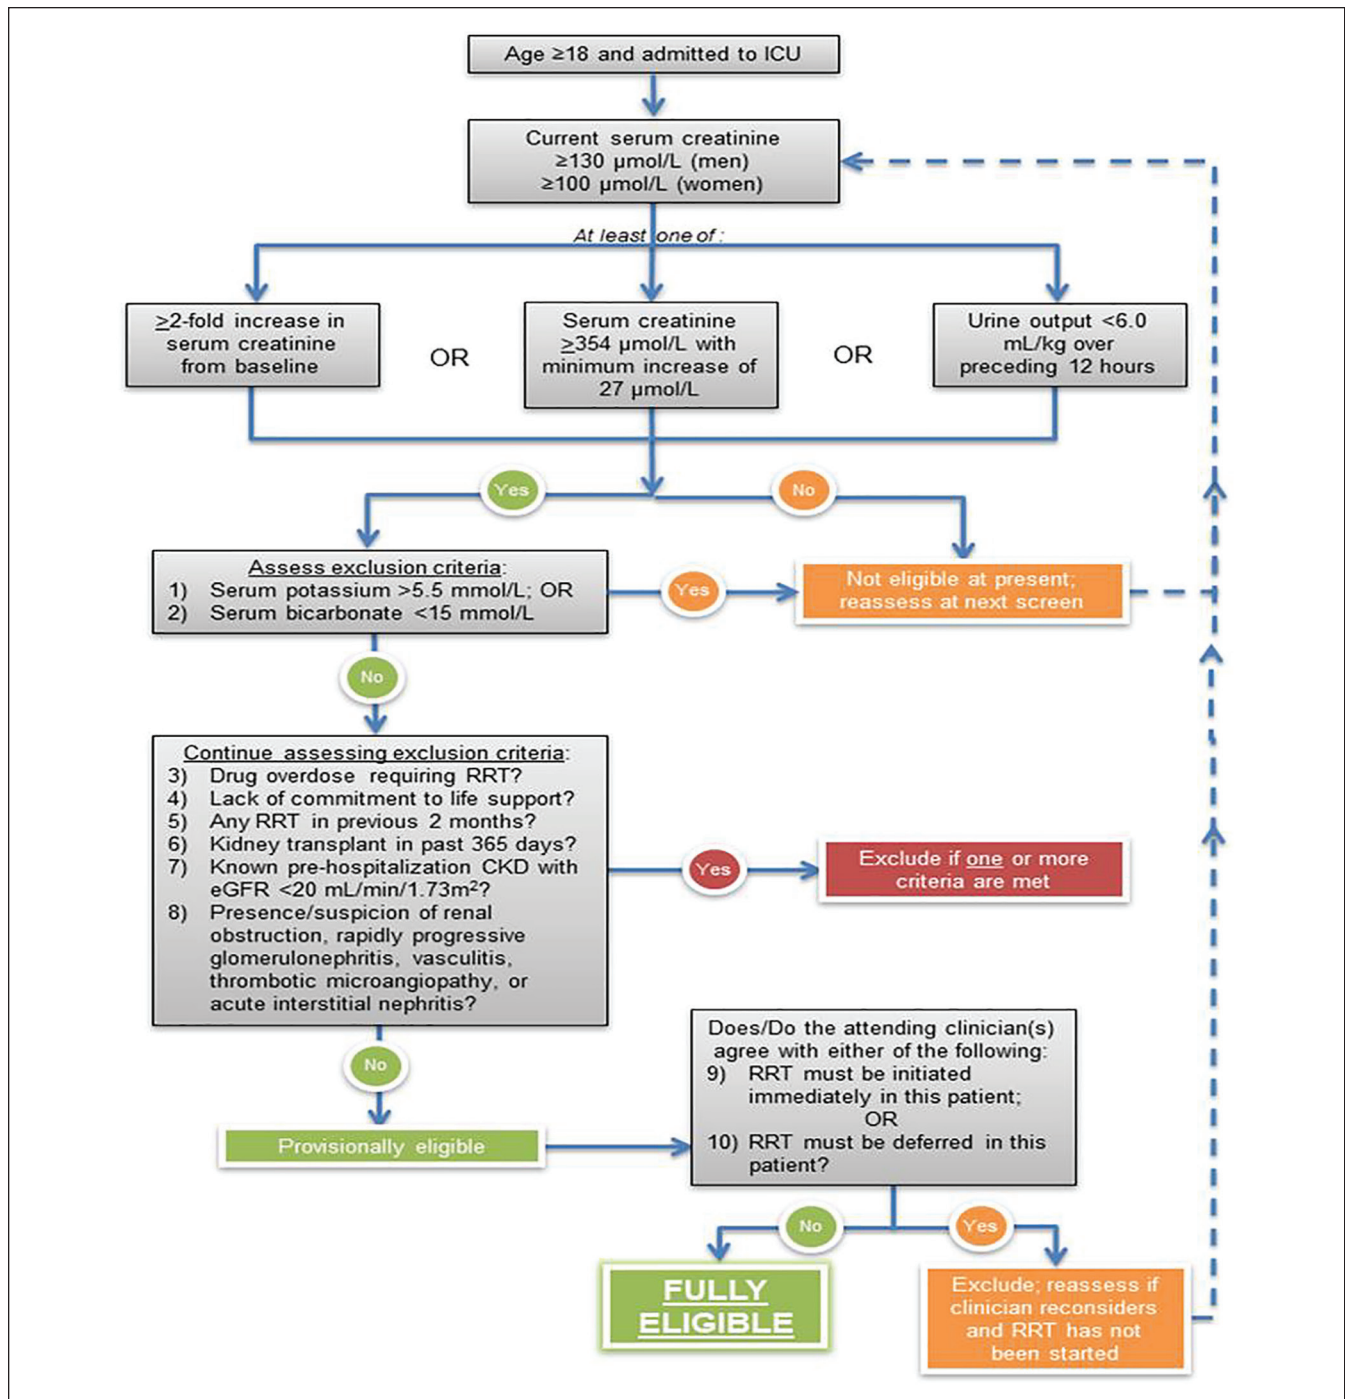 Age ≥18 and admitted to ICU
Current serum creatinine
≥130 µmol/L (men)
≥100 µmol/L (women)
At least one of :
≥2-fold increase in
serum creatinine
from baseline
OR
Serum creatinine
≥354 µmol/L with
minimum increase of
27 µmol/L
OR
Urine output <6.0
mL/kg over
preceding 12 hours
Yes
No
Assess exclusion criteria:
1) Serum potassium >5.5 mmol/L; OR
2) Serum bicarbonate <15 mmol/L
Yes
Not eligible at present;
reassess at next screen
No
Continue assessing exclusion criteria:
3) Drug overdose requiring RRT?
4) Lack of commitment to life support?
5) Any RRT in previous 2 months?
6) Kidney transplant in past 365 days?
7) Known pre-hospitalization CKD with
eGFR <20 mL/min/1.73m²?
8) Presence/suspicion of renal
obstruction, rapidly progressive
glomerulonephritis, vasculitis,
thrombotic microangiopathy, or
acute interstitial nephritis?
Yes
Exclude if one or more
criteria are met
No
Provisionally eligible
Does/Do the attending clinician(s)
agree with either of the following:
9) RRT must be initiated
immediately in this patient;
OR
10) RRT must be deferred in this
patient?
No
Yes
FULLY
ELIGIBLE
Exclude; reassess if
clinician reconsiders
and RRT has not
been started